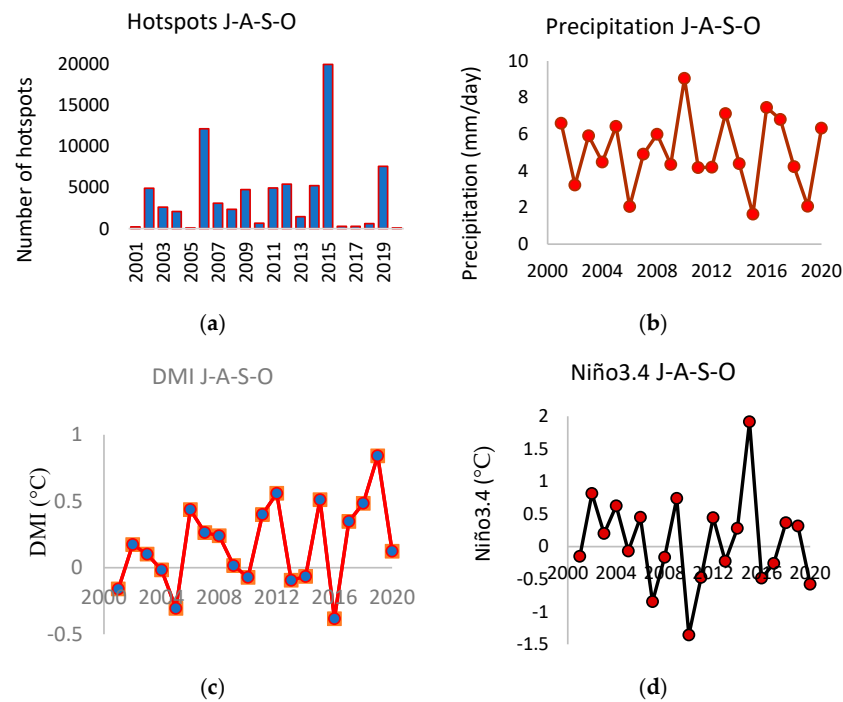 Hotspots J-A-S-O
Number of hotspots
20000
15000
10000
5000
0
2001
2003
2005
2007
2009
2011
2013
2015
2017
2019
(a)
Precipitation J-A-S-O
Precipitation (mm/day)
10
8
6
4
2
0
2000 2004 2008 2012 2016 2020
(b)
DMI J-A-S-O
DMI (°C)
1
0.5
0
-0.5
2000 2004 2008 2012 2016 2020
(c)
Niño3.4 J-A-S-O
Niño3.4 (°C)
2
1.5
1
0.5
0
-0.5
-1
-1.5
2000 2004 2008 2012 2016 2020
(d)